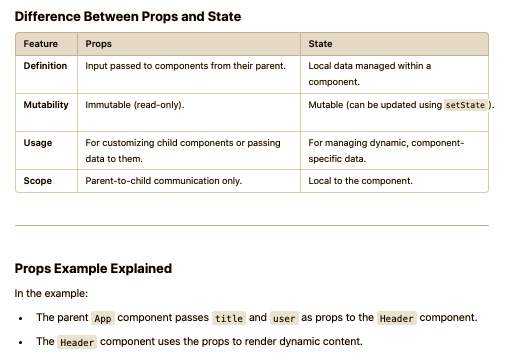 Difference Between Props and State
Feature Props State
Definition Input passed to components from their parent. Local data managed within a
component.
Mutability Immutable (read-only). Mutable (can be updated using setState ).
Usage For customizing child components or passing For managing dynamic, component-
data to them. specific data.
Scope Parent-to-child communication only. Local to the component.
Props Example Explained
In the example:
• The parent App component passes title and user as props to the Header component.
• The Header component uses the props to render dynamic content.